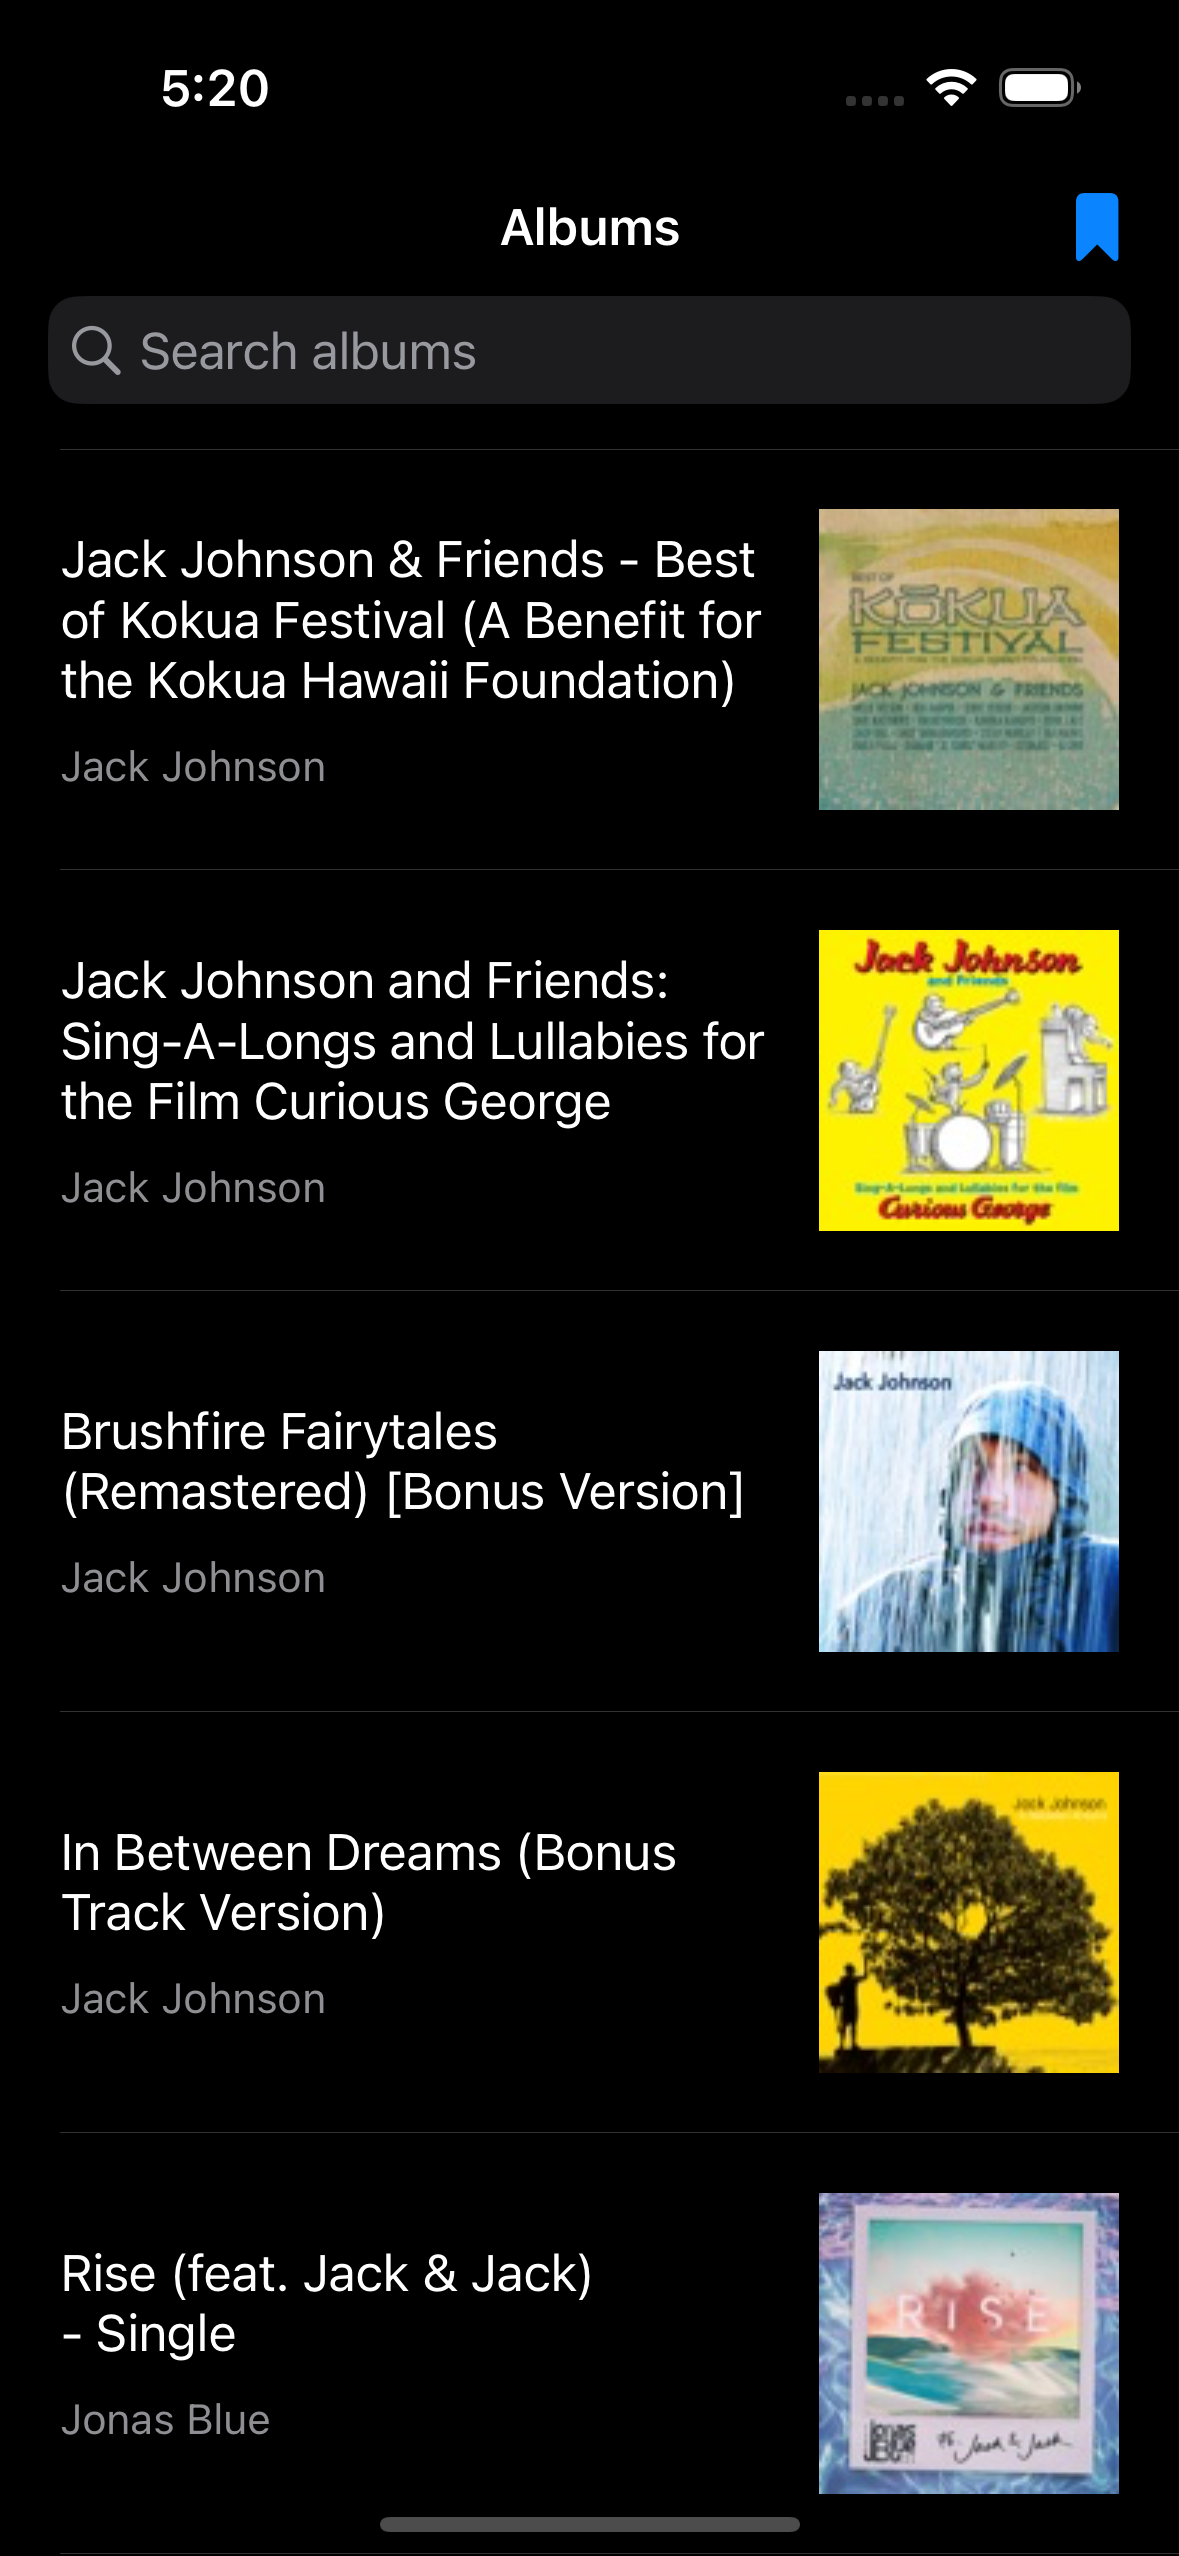 5:20
Albums
Search albums
Jack Johnson & Friends - Best
of Kokua Festival (A Benefit for
the Kokua Hawaii Foundation)
Jack Johnson
BEST OF
KŌKUA
FESTIVAL
JACK JOHNSON & FRIENDS
Jack Johnson and Friends:
Sing-A-Longs and Lullabies for
the Film Curious George
Jack Johnson
Jack Johnson
and Friends
Sing-A-Longs and Lullabies for the Film
Curious George
Brushfire Fairytales
(Remastered) [Bonus Version]
Jack Johnson
Jack Johnson
In Between Dreams (Bonus
Track Version)
Jack Johnson
Jack Johnson
Rise (feat. Jack & Jack)
- Single
Jonas Blue
RISE
Jonas
Blue
ft. Jack & Jack